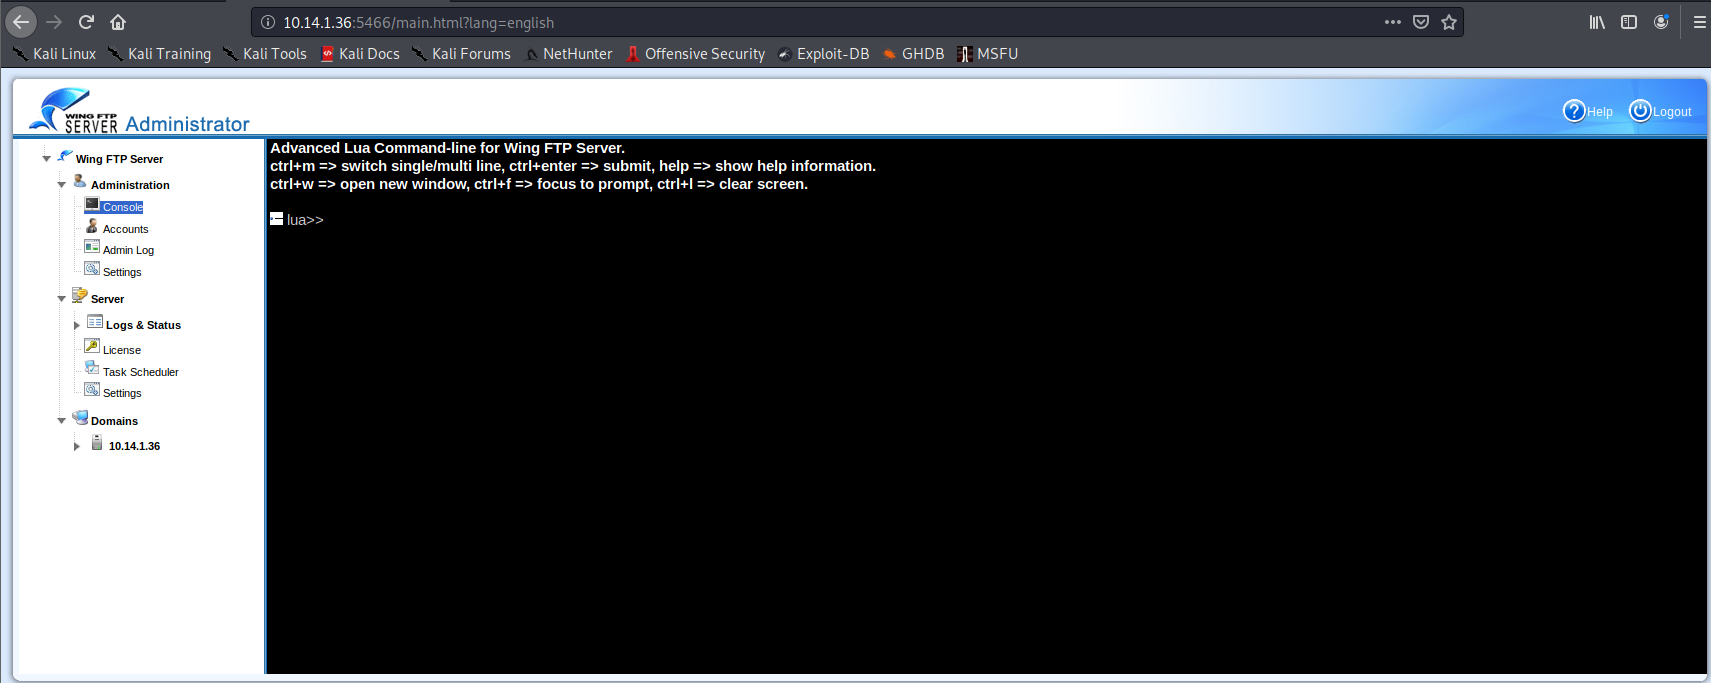 10.14.1.36:5466/main.html?lang=english
Kali Linux Kali Training Kali Tools Kali Docs Kali Forums NetHunter Offensive Security Exploit-DB GHDB MSFU
WING FTP
SERVER Administrator
Help Logout
Wing FTP Server
Administration
Console
Accounts
Admin Log
Settings
Server
Logs & Status
License
Task Scheduler
Settings
Domains
10.14.1.36
Advanced Lua Command-line for Wing FTP Server.
ctrl+m => switch single/multi line, ctrl+enter => submit, help => show help information.
ctrl+w => open new window, ctrl+f => focus to prompt, ctrl+l => clear screen.
lua>>